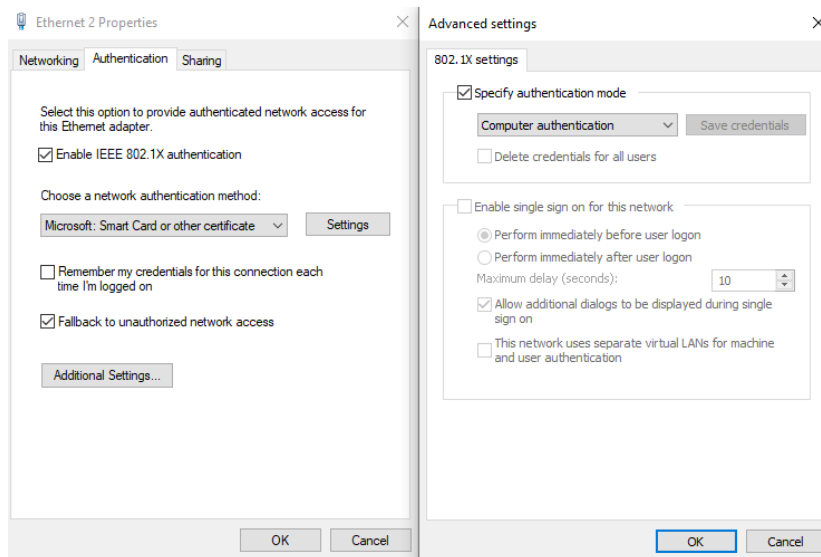 Ethernet 2 Properties
Networking
Authentication
Sharing
Select this option to provide authenticated network access for
this Ethernet adapter.
Enable IEEE 802.1X authentication
Choose a network authentication method:
Microsoft: Smart Card or other certificate
Settings
Remember my credentials for this connection each
time I'm logged on
Fallback to unauthorized network access
Additional Settings...
OK
Cancel
Advanced settings
802.1X settings
Specify authentication mode
Computer authentication
Save credentials
Delete credentials for all users
Enable single sign on for this network
Perform immediately before user logon
Perform immediately after user logon
Maximum delay (seconds):
10
Allow additional dialogs to be displayed during single
sign on
This network uses separate virtual LANs for machine
and user authentication
OK
Cancel